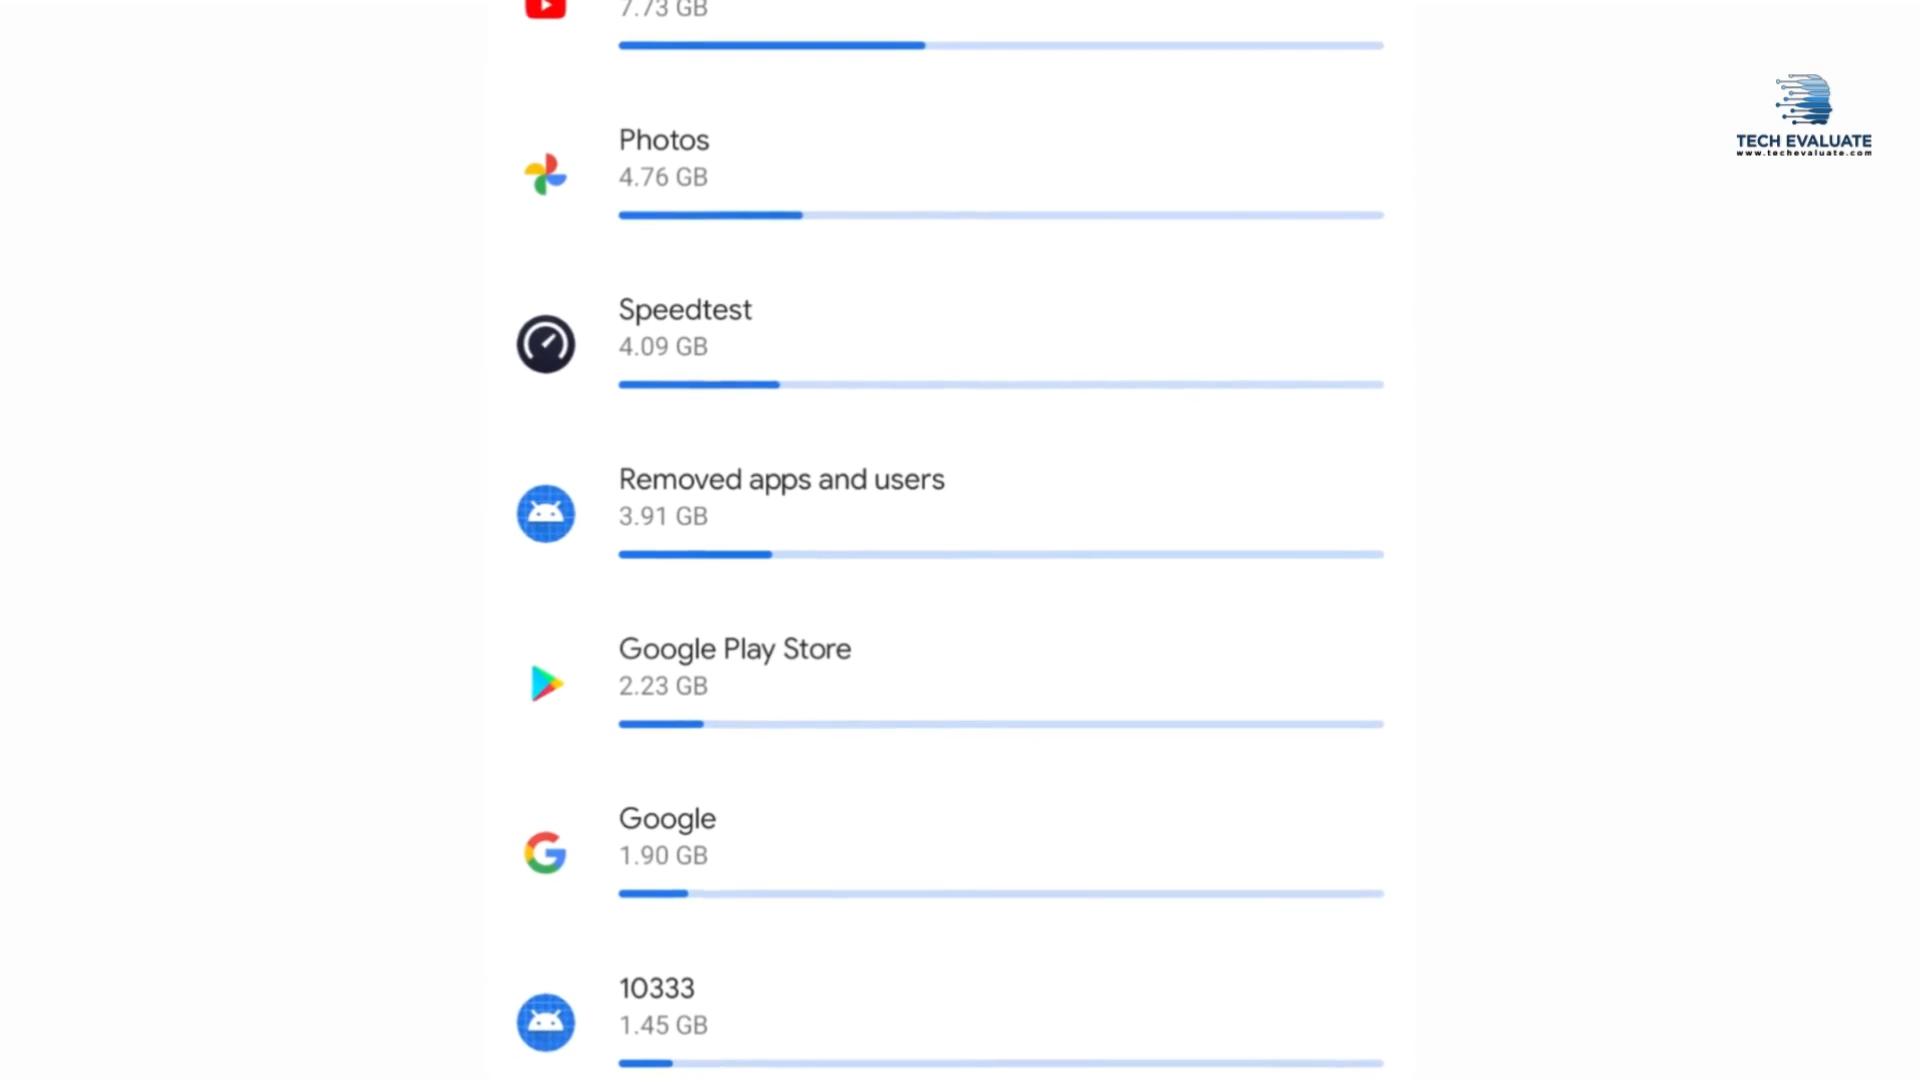 7.73 GB
Photos
4.76 GB
Speedtest
4.09 GB
Removed apps and users
3.91 GB
Google Play Store
2.23 GB
Google
1.90 GB
10333
1.45 GB
TECH EVALUATE
www.techevaluate.com